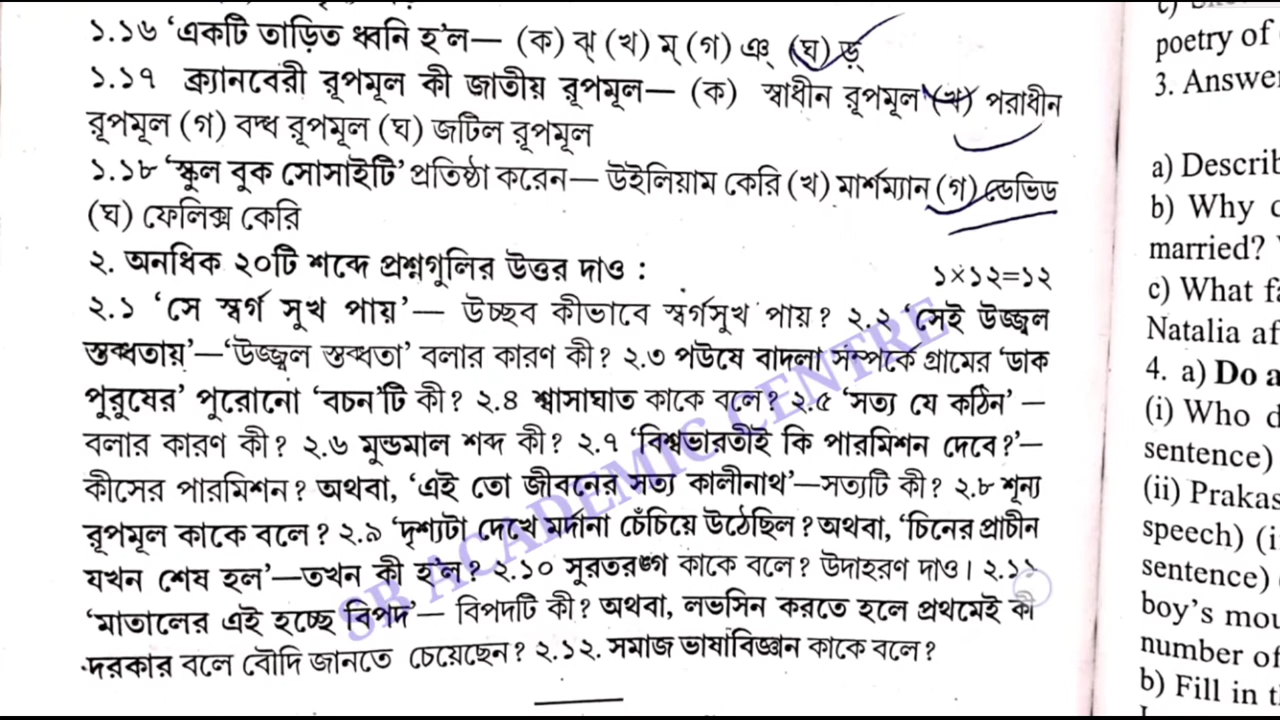 ১.১৬ ‘একটি তাড়িত ধ্বনি হ’ল— (ক) ঝ্ (খ) ম্ (গ) ঞ্ (ঘ) ড়্
১.১৭ ক্র্যানবেরী রূপমূল কী জাতীয় রূপমূল— (ক) স্বাধীন রূপমূল (খ) পরাধীন
রূপমূল (গ) বদ্ধ রূপমূল (ঘ) জটিল রূপমূল
১.১৮ ‘স্কুল বুক সোসাইটি’ প্রতিষ্ঠা করেন— উইলিয়াম কেরি (খ) মার্শম্যান (গ) ডেভিড
(ঘ) ফেলিক্স কেরি
২. অনধিক ২০টি শব্দে প্রশ্নগুলির উত্তর দাও :
১×১২=১২
২.১ ‘সে স্বর্গ সুখ পায়’— উচ্ছব কীভাবে স্বর্গসুখ পায়? ২.২ ‘সেই উজ্জ্বল
স্তব্ধতায়’—‘উজ্জ্বল স্তব্ধতা’ বলার কারণ কী? ২.৩ পউষে বাদলা সম্পর্কে গ্রামের ‘ডাক
পুরুষের’ পুরোনো ‘বচন’টি কী? ২.৪ শ্বাসাঘাত কাকে বলে? ২.৫ ‘সত্য যে কঠিন’ —
বলার কারণ কী? ২.৬ মুন্ডমাল শব্দ কী? ২.৭ ‘বিশ্বভারতীই কি পারমিশন দেবে?’—
কীসের পারমিশন? অথবা, ‘এই তো জীবনের সত্য কালীনাথ’—সত্যটি কী? ২.৮ শূন্য
রূপমূল কাকে বলে? ২.৯ ‘দৃশ্যটা দেখে মর্দানা চেঁচিয়ে উঠেছিল? অথবা, ‘চিনের প্রাচীন
যখন শেষ হল’—তখন কী হ’ল? ২.১০ সুরতরঙ্গ কাকে বলে? উদাহরণ দাও। ২.১১
‘মাতালের এই হচ্ছে বিপদ’— বিপদটি কী? অথবা, লভসিন করতে হলে প্রথমেই কী
দরকার বলে বৌদি জানতে চেয়েছেন? ২.১২. সমাজ ভাষাবিজ্ঞান কাকে বলে?
SB ACADEMIC CENTRE
poetry of
3. Answer
a) Describ
b) Why
married?
c) What
Natalia
4. a) Do a
(i) Who
sentence)
(ii) Prakas
speech) (i
sentence)
boy’s mou
number of
b) Fill in t